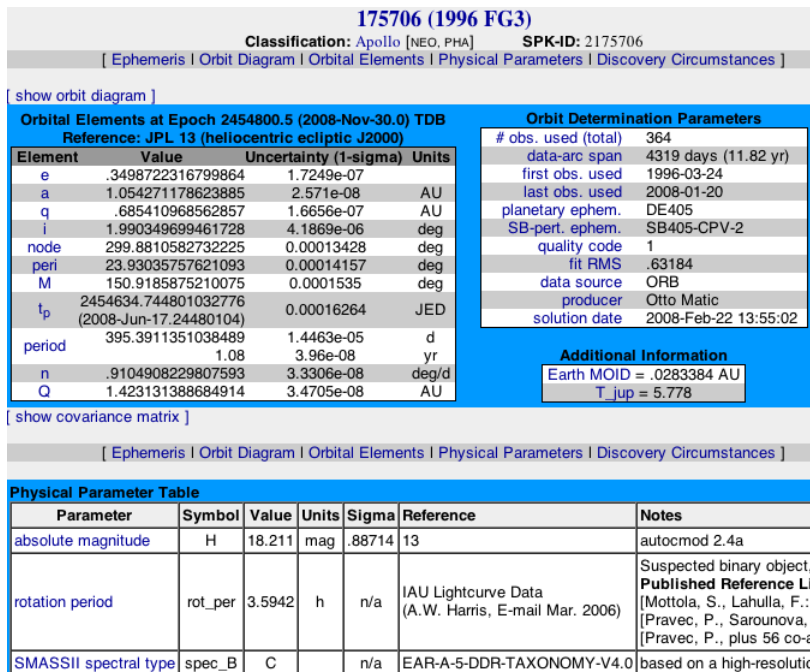 175706 (1996 FG3)
Classification: Apollo [NEO, PHA] SPK-ID: 2175706
[ Ephemeris | Orbit Diagram | Orbital Elements | Physical Parameters | Discovery Circumstances ]
[ show orbit diagram ]
Orbital Elements at Epoch 2454800.5 (2008-Nov-30.0) TDB
Reference: JPL 13 (heliocentric ecliptic J2000)
Element Value Uncertainty (1-sigma) Units
e .3498722316799864 1.7249e-07
a 1.054271178623885 2.571e-08 AU
q .685410968562857 1.6656e-07 AU
i 1.990349699461728 4.1869e-06 deg
node 299.8810582732225 0.00013428 deg
peri 23.93035757621093 0.00014157 deg
M 150.9185875210075 0.0001535 deg
tp 2454634.744801032776 0.00016264 JED
(2008-Jun-17.24480104)
period 395.3911351038489 1.4463e-05 d
1.08 3.96e-08 yr
n .9104908229807593 3.3306e-08 deg/d
Q 1.423131388684914 3.4705e-08 AU
Orbit Determination Parameters
# obs. used (total) 364
data-arc span 4319 days (11.82 yr)
first obs. used 1996-03-24
last obs. used 2008-01-20
planetary ephem. DE405
SB-pert. ephem. SB405-CPV-2
quality code 1
fit RMS .63184
data source ORB
producer Otto Matic
solution date 2008-Feb-22 13:55:02
Additional Information
Earth MOID = .0283384 AU
T_jup = 5.778
[ show covariance matrix ]
[ Ephemeris | Orbit Diagram | Orbital Elements | Physical Parameters | Discovery Circumstances ]
Physical Parameter Table
Parameter Symbol Value Units Sigma Reference Notes
absolute magnitude H 18.211 mag .88714 13 autocmod 2.4a
rotation period rot_per 3.5942 h n/a IAU Lightcurve Data
(A.W. Harris, E-mail Mar. 2006)
Suspected binary object,
Published Reference Li
[Mottola, S., Lahulla, F.:
[Pravec, P., Sarounova,
[Pravec, P., plus 56 co-a
SMASSII spectral type spec_B C n/a EAR-A-5-DDR-TAXONOMY-V4.0 based on a high-resoluti